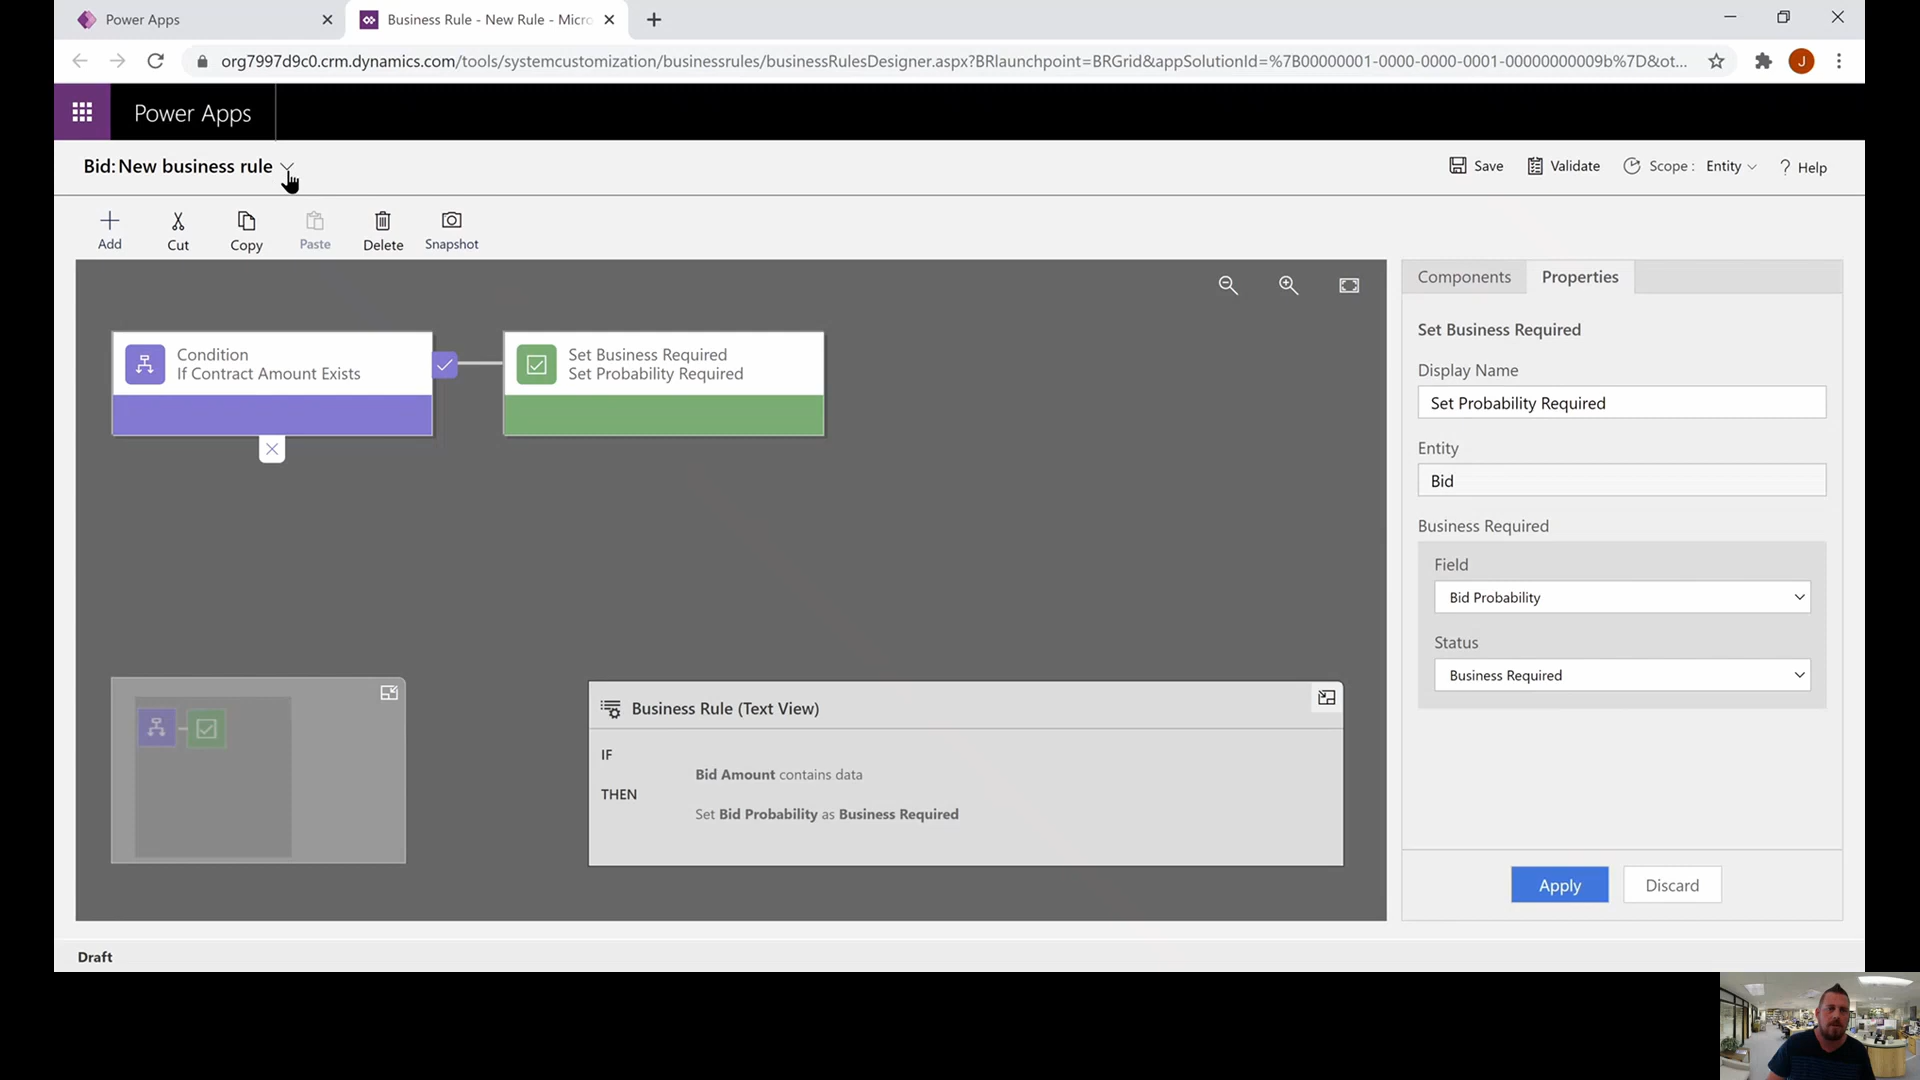 Power Apps
Business Rule - New Rule - Micro
org7997d9c0.crm.dynamics.com/tools/systemcustomization/businessrules/businessRulesDesigner.aspx?BRlaunchpoint=BRGrid&appSolutionId=%7B00000001-0000-0000-0001-00000000009b%7D&ot...
J
Power Apps
Bid: New business rule
Save
Validate
Scope :
Entity
? Help
Add
Cut
Copy
Paste
Delete
Snapshot
Components
Properties
Condition
If Contract Amount Exists
Set Business Required
Set Probability Required
Set Business Required
Display Name
Set Probability Required
Entity
Bid
Business Required
Field
Bid Probability
Status
Business Required
Business Rule (Text View)
IF
Bid Amount contains data
THEN
Set Bid Probability as Business Required
Apply
Discard
Draft